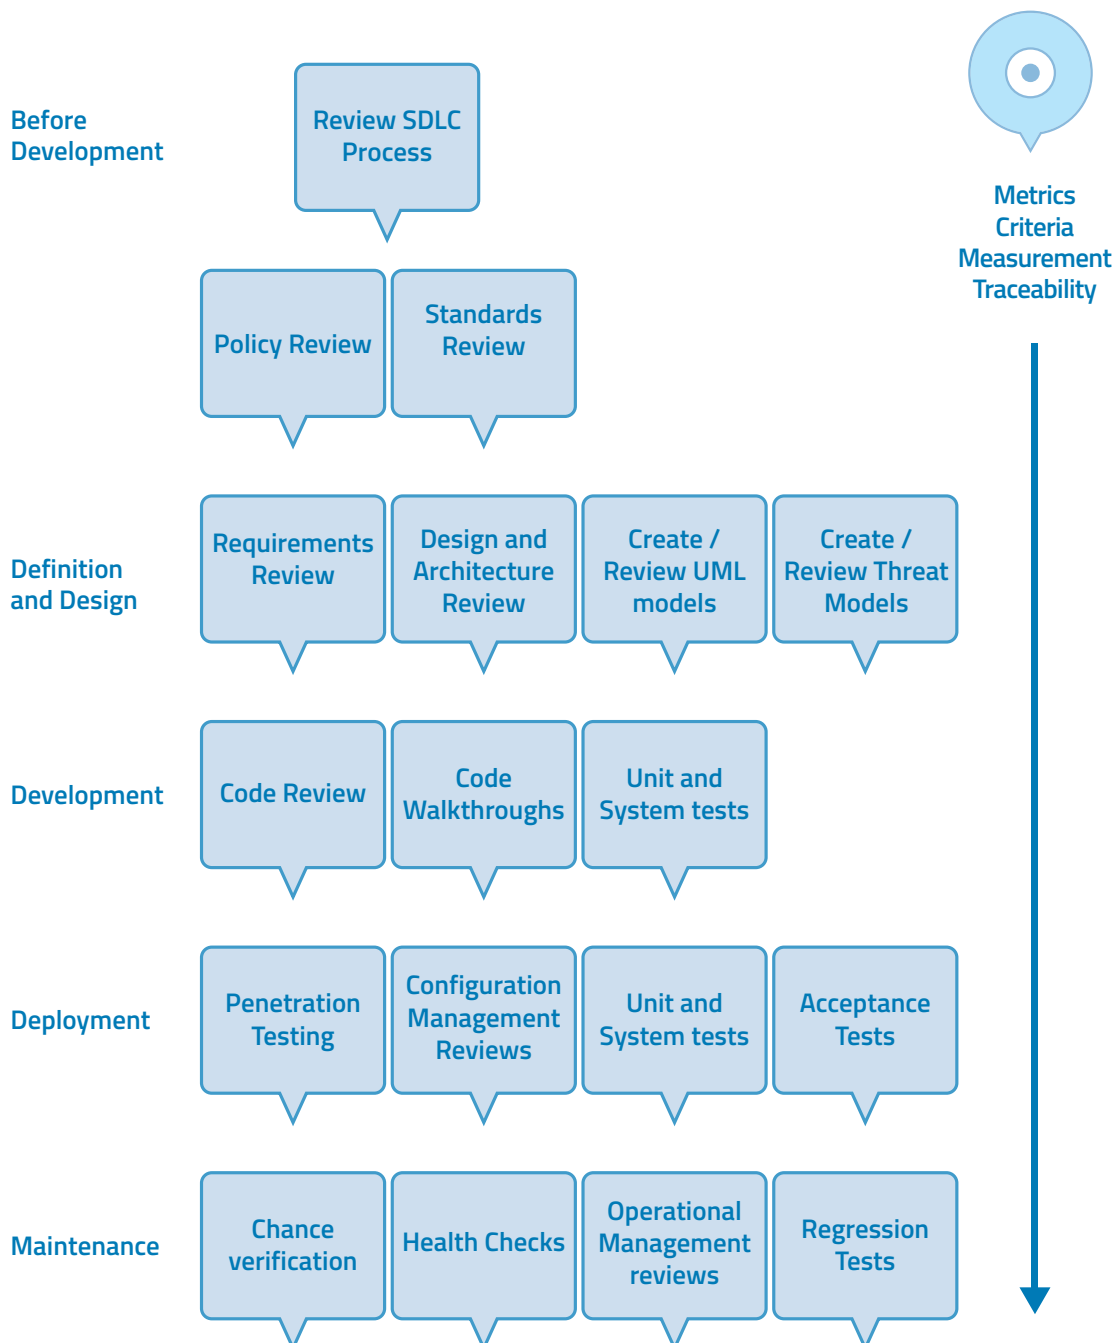 Before
Development
Review SDLC
Process
Metrics
Criteria
Measurement
Traceability
Policy Review
Standards
Review
Definition
and Design
Requirements
Review
Design and
Architecture
Review
Create /
Review UML
models
Create /
Review Threat
Models
Development
Code Review
Code
Walkthroughs
Unit and
System tests
Deployment
Penetration
Testing
Configuration
Management
Reviews
Unit and
System tests
Acceptance
Tests
Maintenance
Chance
verification
Health Checks
Operational
Management
reviews
Regression
Tests